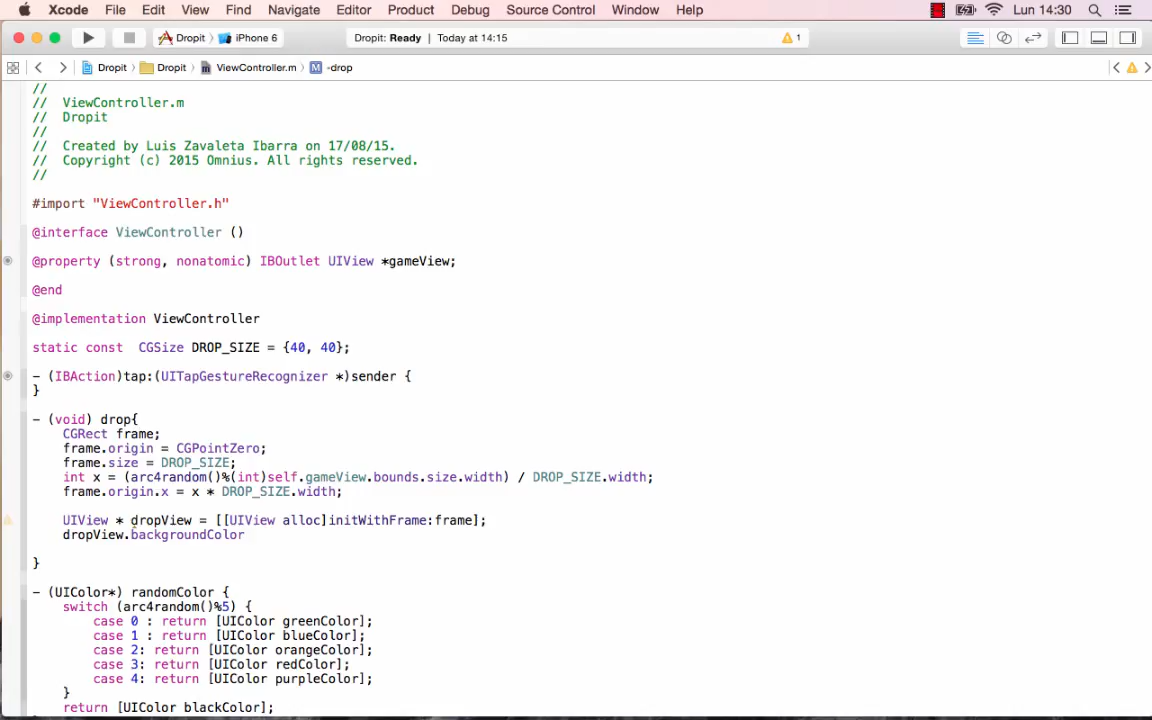 Xcode File Edit View Find Navigate Editor Product Debug Source Control Window Help Lun 14:30
Dropit 〉 iPhone 6 Dropit: Ready | Today at 14:15 1
Dropit 〉 Dropit 〉 ViewController.m 〉 M -drop
//
// ViewController.m
// Dropit
//
// Created by Luis Zavaleta Ibarra on 17/08/15.
// Copyright (c) 2015 Omnius. All rights reserved.
//
#import "ViewController.h"
@interface ViewController ()
@property (strong, nonatomic) IBOutlet UIView *gameView;
@end
@implementation ViewController
static const  CGSize DROP_SIZE = {40, 40};
- (IBAction)tap:(UITapGestureRecognizer *)sender {
}
- (void) drop{
CGRect frame;
frame.origin = CGPointZero;
frame.size = DROP_SIZE;
int x = (arc4random()%(int)self.gameView.bounds.size.width) / DROP_SIZE.width;
frame.origin.x = x * DROP_SIZE.width;
UIView * dropView = [[UIView alloc]initWithFrame:frame];
dropView.backgroundColor
}
- (UIColor*) randomColor {
switch (arc4random()%5) {
case 0 : return [UIColor greenColor];
case 1 : return [UIColor blueColor];
case 2: return [UIColor orangeColor];
case 3: return [UIColor redColor];
case 4: return [UIColor purpleColor];
}
return [UIColor blackColor];